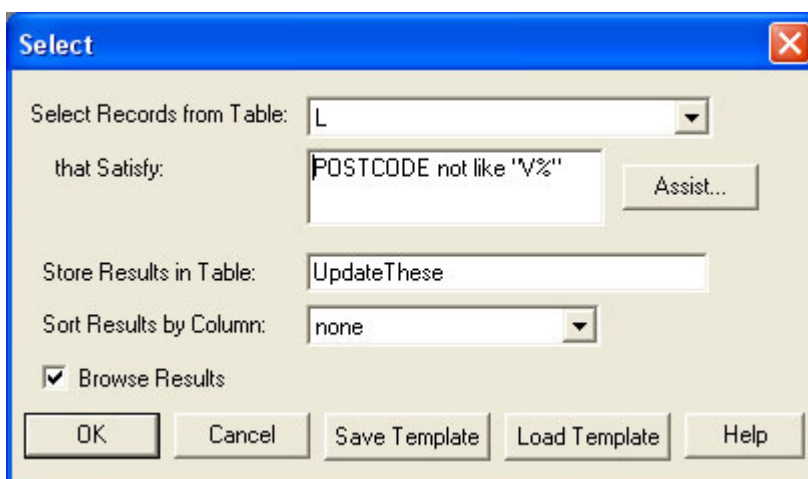 Select
Select Records from Table: L
that Satisfy: POSTCODE not like "V%"
Assist...
Store Results in Table: UpdateThese
Sort Results by Column: none
Browse Results
OK Cancel Save Template Load Template Help